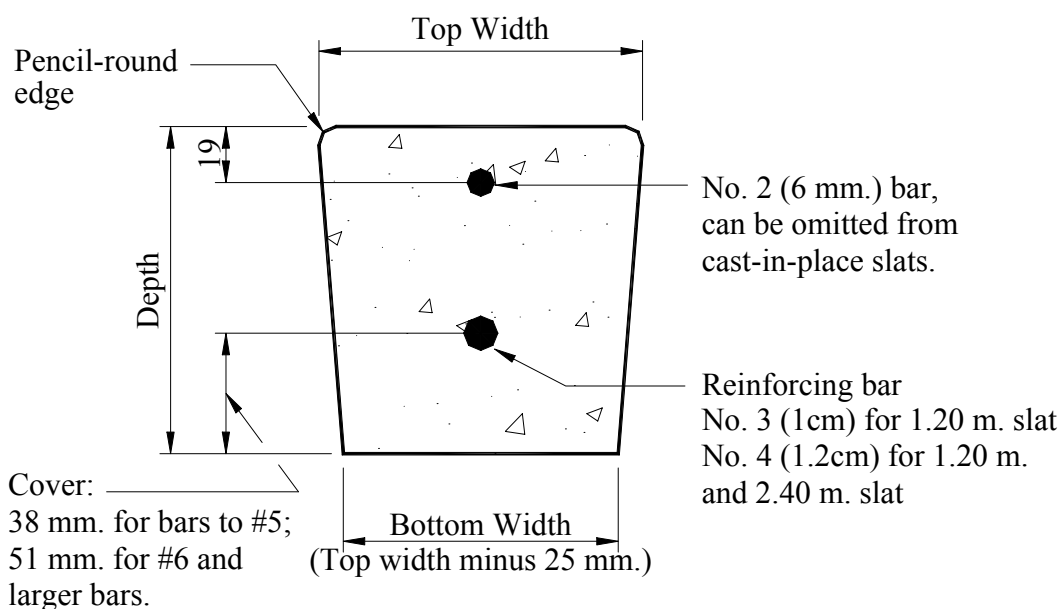 Top Width
Pencil-round
edge
19
Depth
No. 2 (6 mm.) bar,
can be omitted from
cast-in-place slats.
Reinforcing bar
No. 3 (1cm) for 1.20 m. slat
No. 4 (1.2cm) for 1.20 m.
and 2.40 m. slat
Cover:
38 mm. for bars to #5;
51 mm. for #6 and
larger bars.
Bottom Width
(Top width minus 25 mm.)